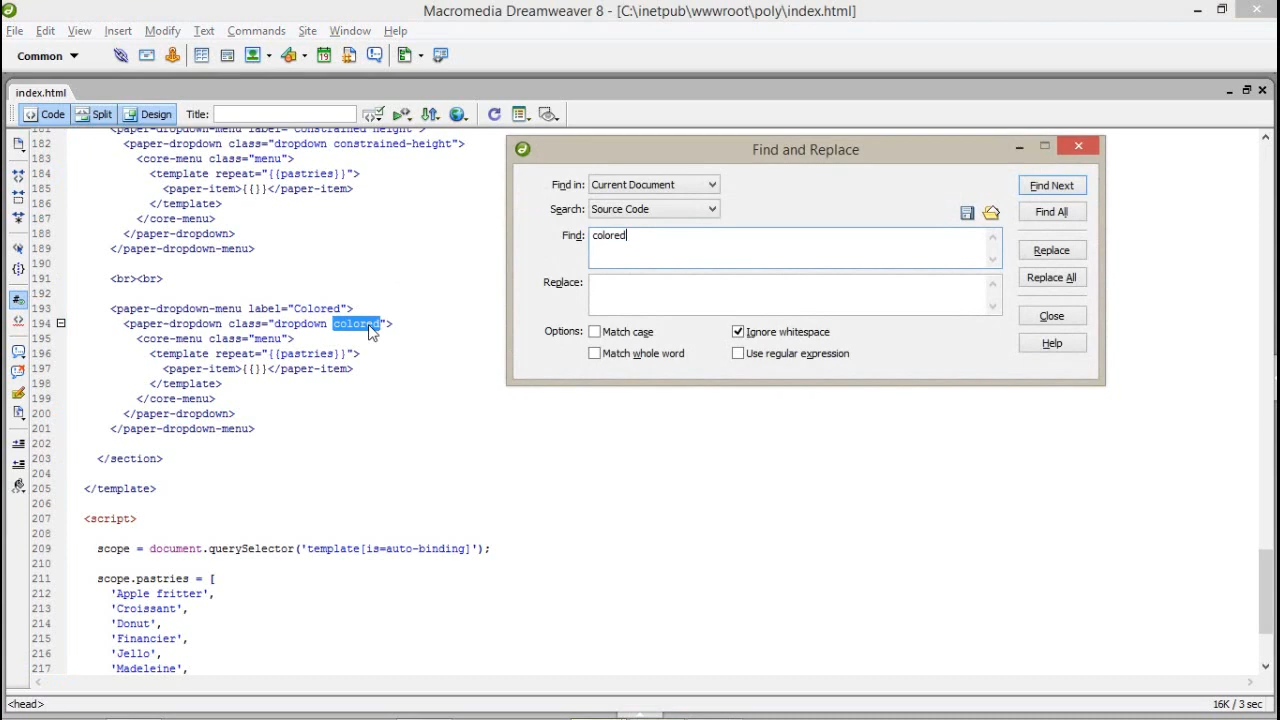 Macromedia Dreamweaver 8 - [C:\inetpub\wwwroot\poly\index.html]
File Edit View Insert Modify Text Commands Site Window Help
Common
index.html
Code Split Design Title:
181 <paper-dropdown-menu label="Constrained height">
182 <paper-dropdown class="dropdown constrained-height">
183 <core-menu class="menu">
184 <template repeat="{{pastries}}">
185 <paper-item>{{}}</paper-item>
186 </template>
187 </core-menu>
188 </paper-dropdown>
189 </paper-dropdown-menu>
190
191 <br><br>
192
193 <paper-dropdown-menu label="Colored">
194 <paper-dropdown class="dropdown colored">
195 <core-menu class="menu">
196 <template repeat="{{pastries}}">
197 <paper-item>{{}}</paper-item>
198 </template>
199 </core-menu>
200 </paper-dropdown>
201 </paper-dropdown-menu>
202
203 </section>
204
205 </template>
206
207 <script>
208
209 scope = document.querySelector('template[is=auto-binding]');
210
211 scope.pastries = [
212 'Apple fritter',
213 'Croissant',
214 'Donut',
215 'Financier',
216 'Jello',
217 'Madeleine',
Find and Replace
Find in: Current Document Find Next
Search: Source Code Find All
Find: colored
Replace
Replace: Replace All
Close
Options: Match case Ignore whitespace
Match whole word Use regular expression
Help
<head> 16K / 3 sec